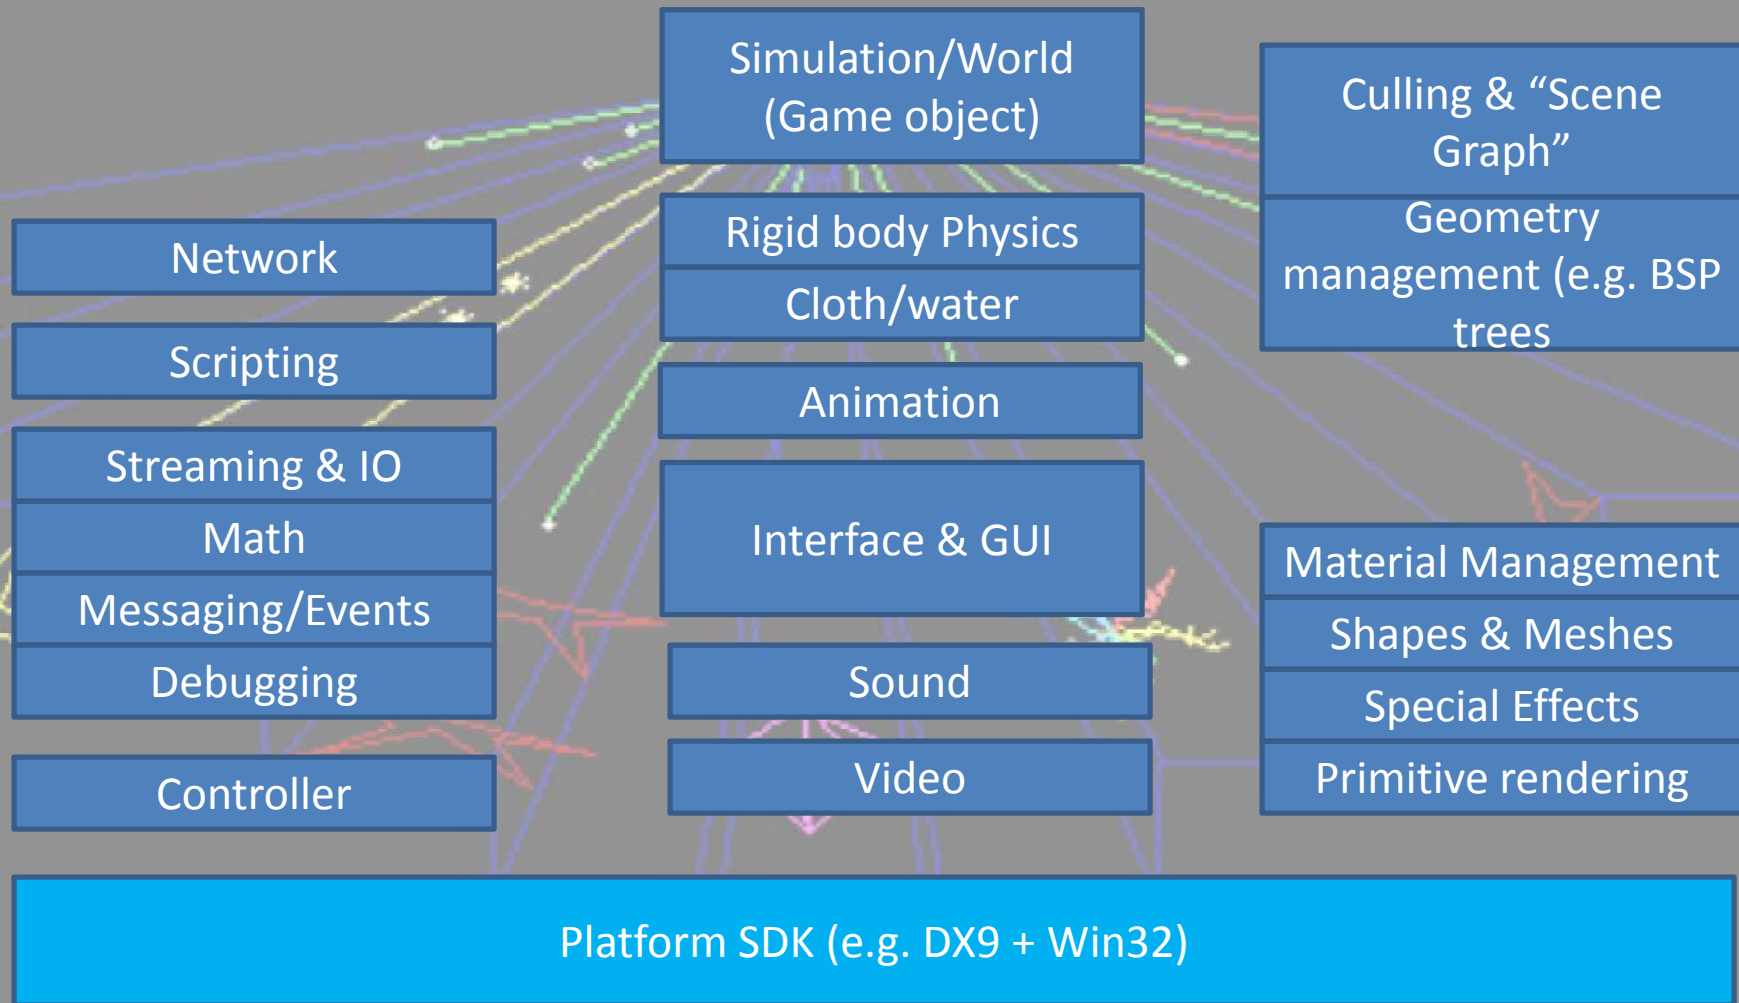 Network
Scripting
Streaming & IO
Math
Messaging/Events
Debugging
Controller
Simulation/World
(Game object)
Rigid body Physics
Cloth/water
Animation
Interface & GUI
Sound
Video
Culling & “Scene
Graph”
Geometry
management (e.g. BSP
trees
Material Management
Shapes & Meshes
Special Effects
Primitive rendering
Platform SDK (e.g. DX9 + Win32)